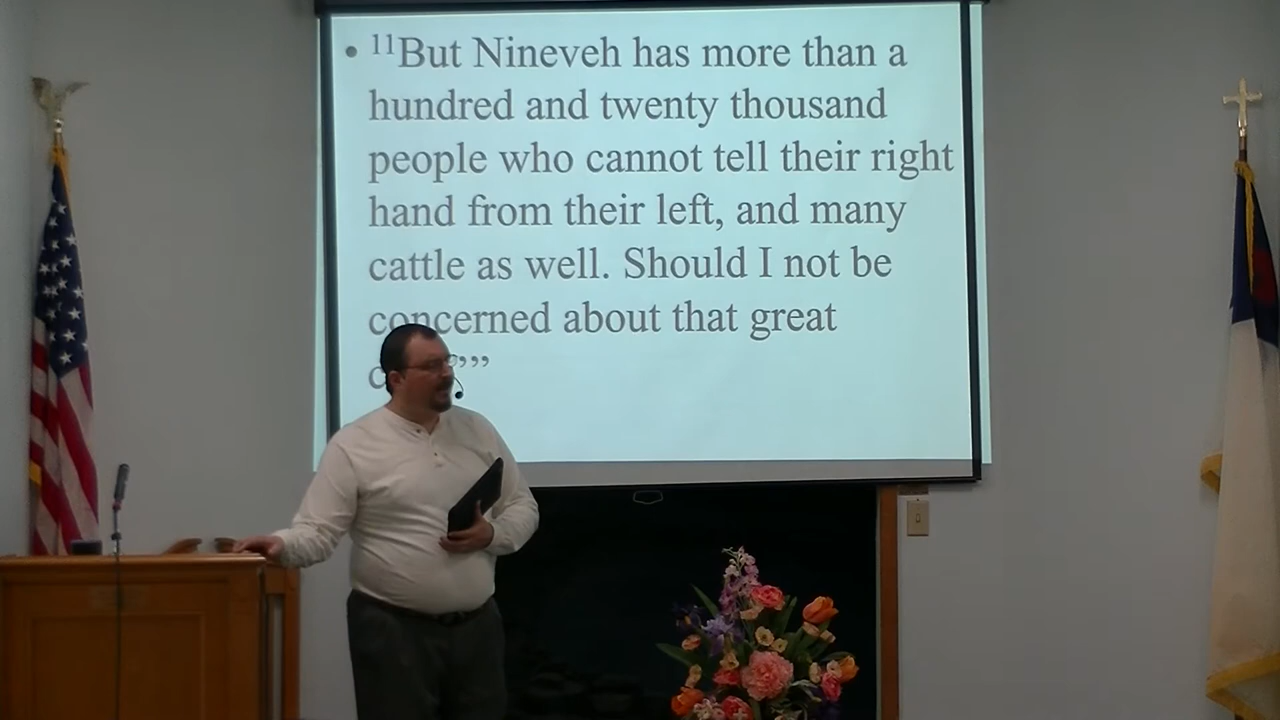 • ¹¹But Nineveh has more than a
hundred and twenty thousand
people who cannot tell their right
hand from their left, and many
cattle as well. Should I not be
concerned about that great